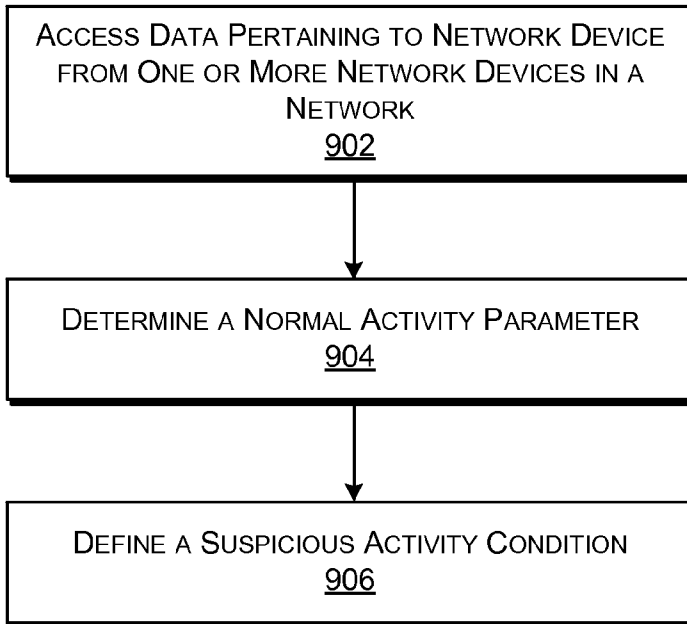 ACCESS DATA PERTAINING TO NETWORK DEVICE
FROM ONE OR MORE NETWORK DEVICES IN A
NETWORK
902
DETERMINE A NORMAL ACTIVITY PARAMETER
904
DEFINE A SUSPICIOUS ACTIVITY CONDITION
906